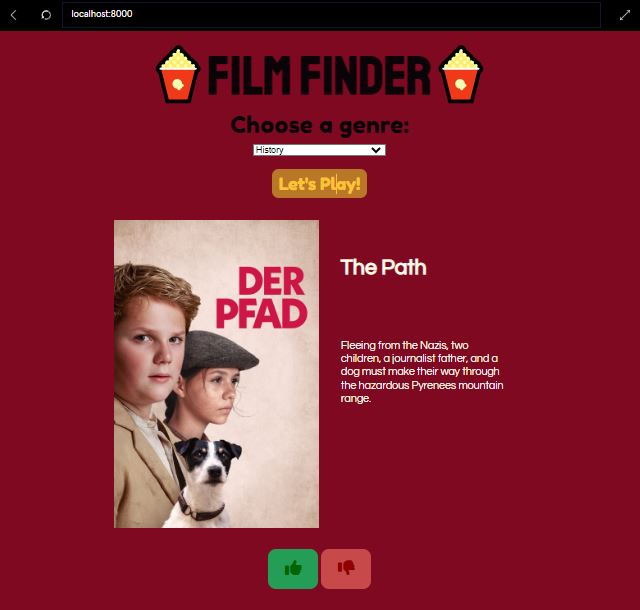 localhost:8000
FILM FINDER
Choose a genre:
History
Let's Play!
DER
PFAD
The Path
Fleeing from the Nazis, two
children, a journalist father, and a
dog must make their way through
the hazardous Pyrenees mountain
range.